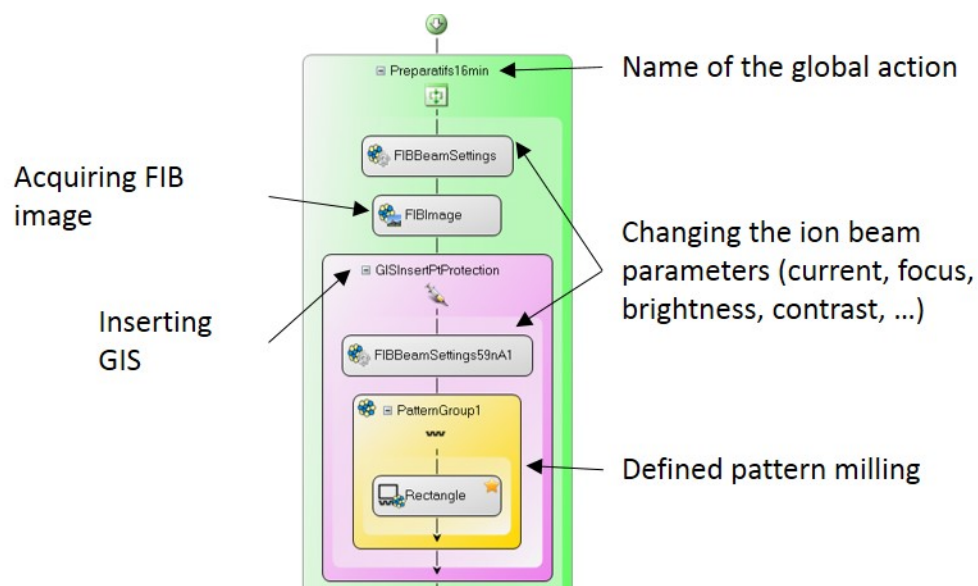 Preparatifs16min
Name of the global action
FIBBeamSettings
Acquiring FIB
image
FIBImage
Changing the ion beam
parameters (current, focus,
brightness, contrast, ...)
GISInsertPtProtection
Inserting
GIS
FIBBeamSettings59nA1
PatternGroup1
Defined pattern milling
Rectangle